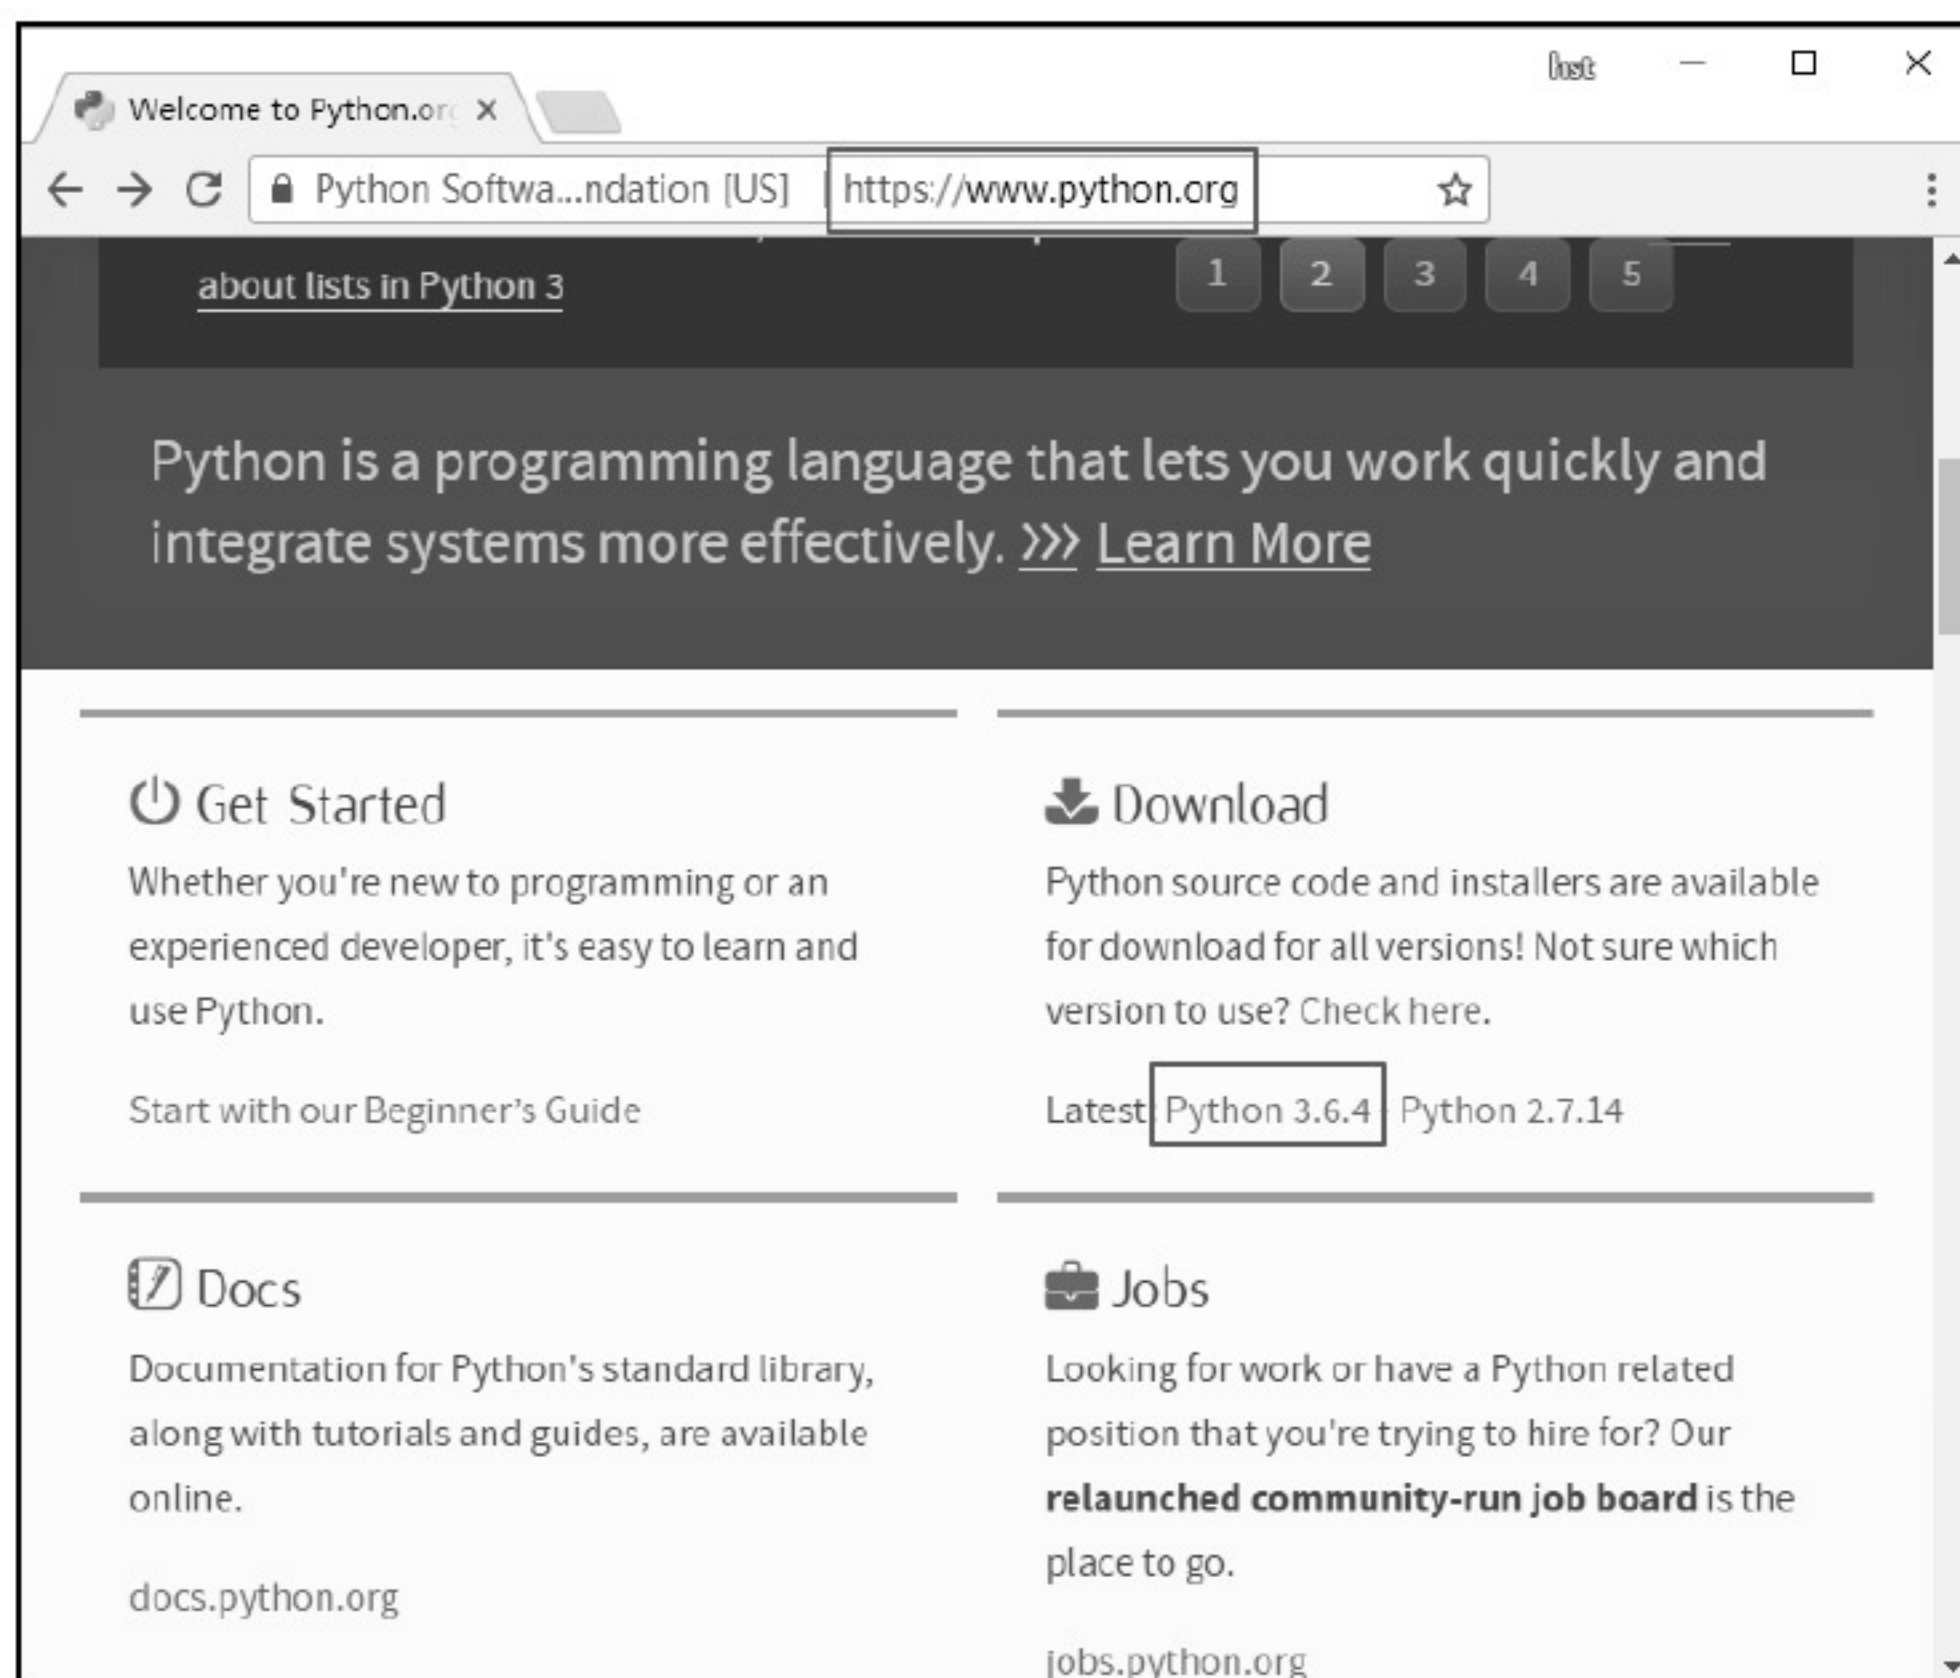 hst
Welcome to Python.org
Python Softwa...ndation [US] | https://www.python.org
about lists in Python 3
1 2 3 4 5
Python is a programming language that lets you work quickly and
integrate systems more effectively. >>> Learn More
Get Started
Whether you're new to programming or an
experienced developer, it's easy to learn and
use Python.
Start with our Beginner’s Guide
Download
Python source code and installers are available
for download for all versions! Not sure which
version to use? Check here.
Latest: Python 3.6.4 - Python 2.7.14
Docs
Documentation for Python's standard library,
along with tutorials and guides, are available
online.
docs.python.org
Jobs
Looking for work or have a Python related
position that you're trying to hire for? Our
relaunched community-run job board is the
place to go.
jobs.python.org